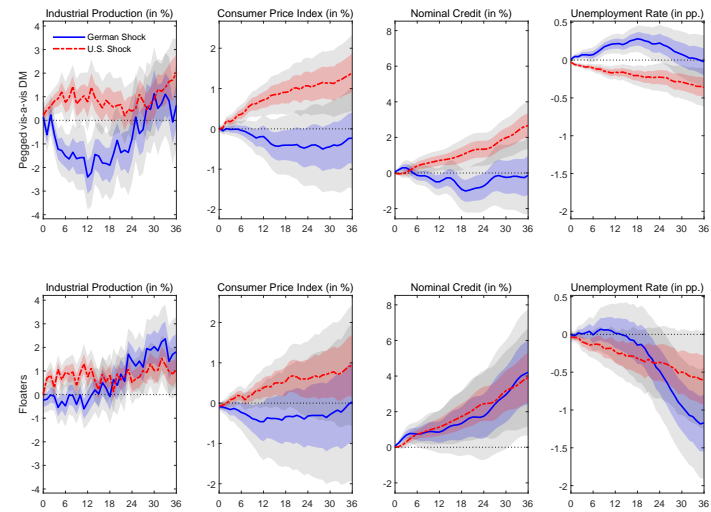 Industrial Production (in %)
Consumer Price Index (in %)
Nominal Credit (in %)
Unemployment Rate (in pp.)
Pegged vis-a-vis DM
4
3
2
1
0
-1
-2
-3
-4
German Shock
U.S. Shock
0 6 12 18 24 30 36
2
1
0
-1
-2
0 6 12 18 24 30 36
8
6
4
2
0
-2
0 6 12 18 24 30 36
0.5
0
-0.5
-1
-1.5
-2
0 6 12 18 24 30 36
Industrial Production (in %)
Consumer Price Index (in %)
Nominal Credit (in %)
Unemployment Rate (in pp.)
Floaters
4
3
2
1
0
-1
-2
-3
-4
0 6 12 18 24 30 36
2
1
0
-1
-2
0 6 12 18 24 30 36
8
6
4
2
0
-2
0 6 12 18 24 30 36
0.5
0
-0.5
-1
-1.5
-2
0 6 12 18 24 30 36